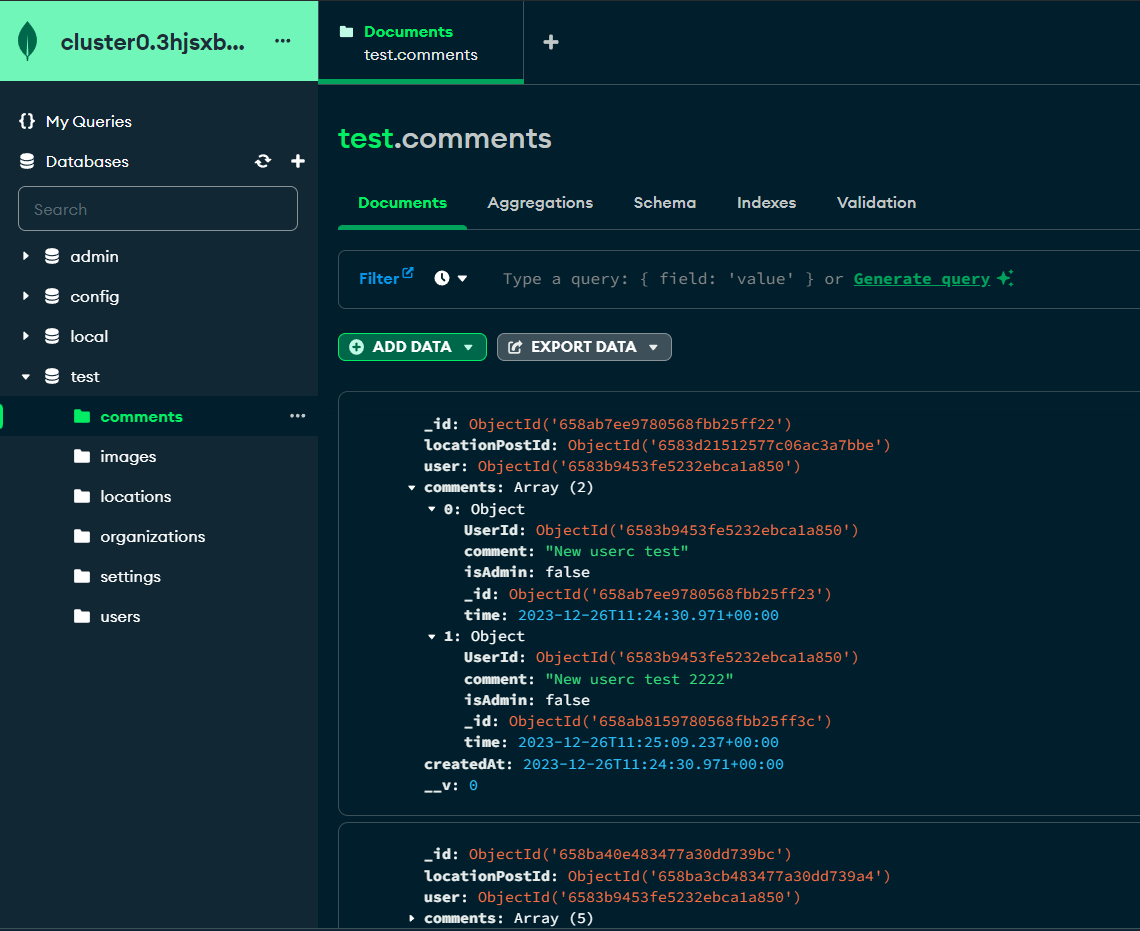 cluster0.3hjsxb...
My Queries
Databases
Search
admin
config
local
test
comments
images
locations
organizations
settings
users
Documents
test.comments
test.comments
Documents Aggregations Schema Indexes Validation
Filter Type a query: { field: 'value' } or Generate query
ADD DATA EXPORT DATA
_id: ObjectId('658ab7ee9780568fbb25ff22')
locationPostId: ObjectId('6583d21512577c06ac3a7bbe')
user: ObjectId('6583b9453fe5232ebca1a850')
comments: Array (2)
0: Object
UserId: ObjectId('6583b9453fe5232ebca1a850')
comment: "New userc test"
isAdmin: false
_id: ObjectId('658ab7ee9780568fbb25ff23')
time: 2023-12-26T11:24:30.971+00:00
1: Object
UserId: ObjectId('6583b9453fe5232ebca1a850')
comment: "New userc test 2222"
isAdmin: false
_id: ObjectId('658ab8159780568fbb25ff3c')
time: 2023-12-26T11:25:09.237+00:00
createdAt: 2023-12-26T11:24:30.971+00:00
__v: 0
_id: ObjectId('658ba40e483477a30dd739bc')
locationPostId: ObjectId('658ba3cb483477a30dd739a4')
user: ObjectId('6583b9453fe5232ebca1a850')
comments: Array (5)